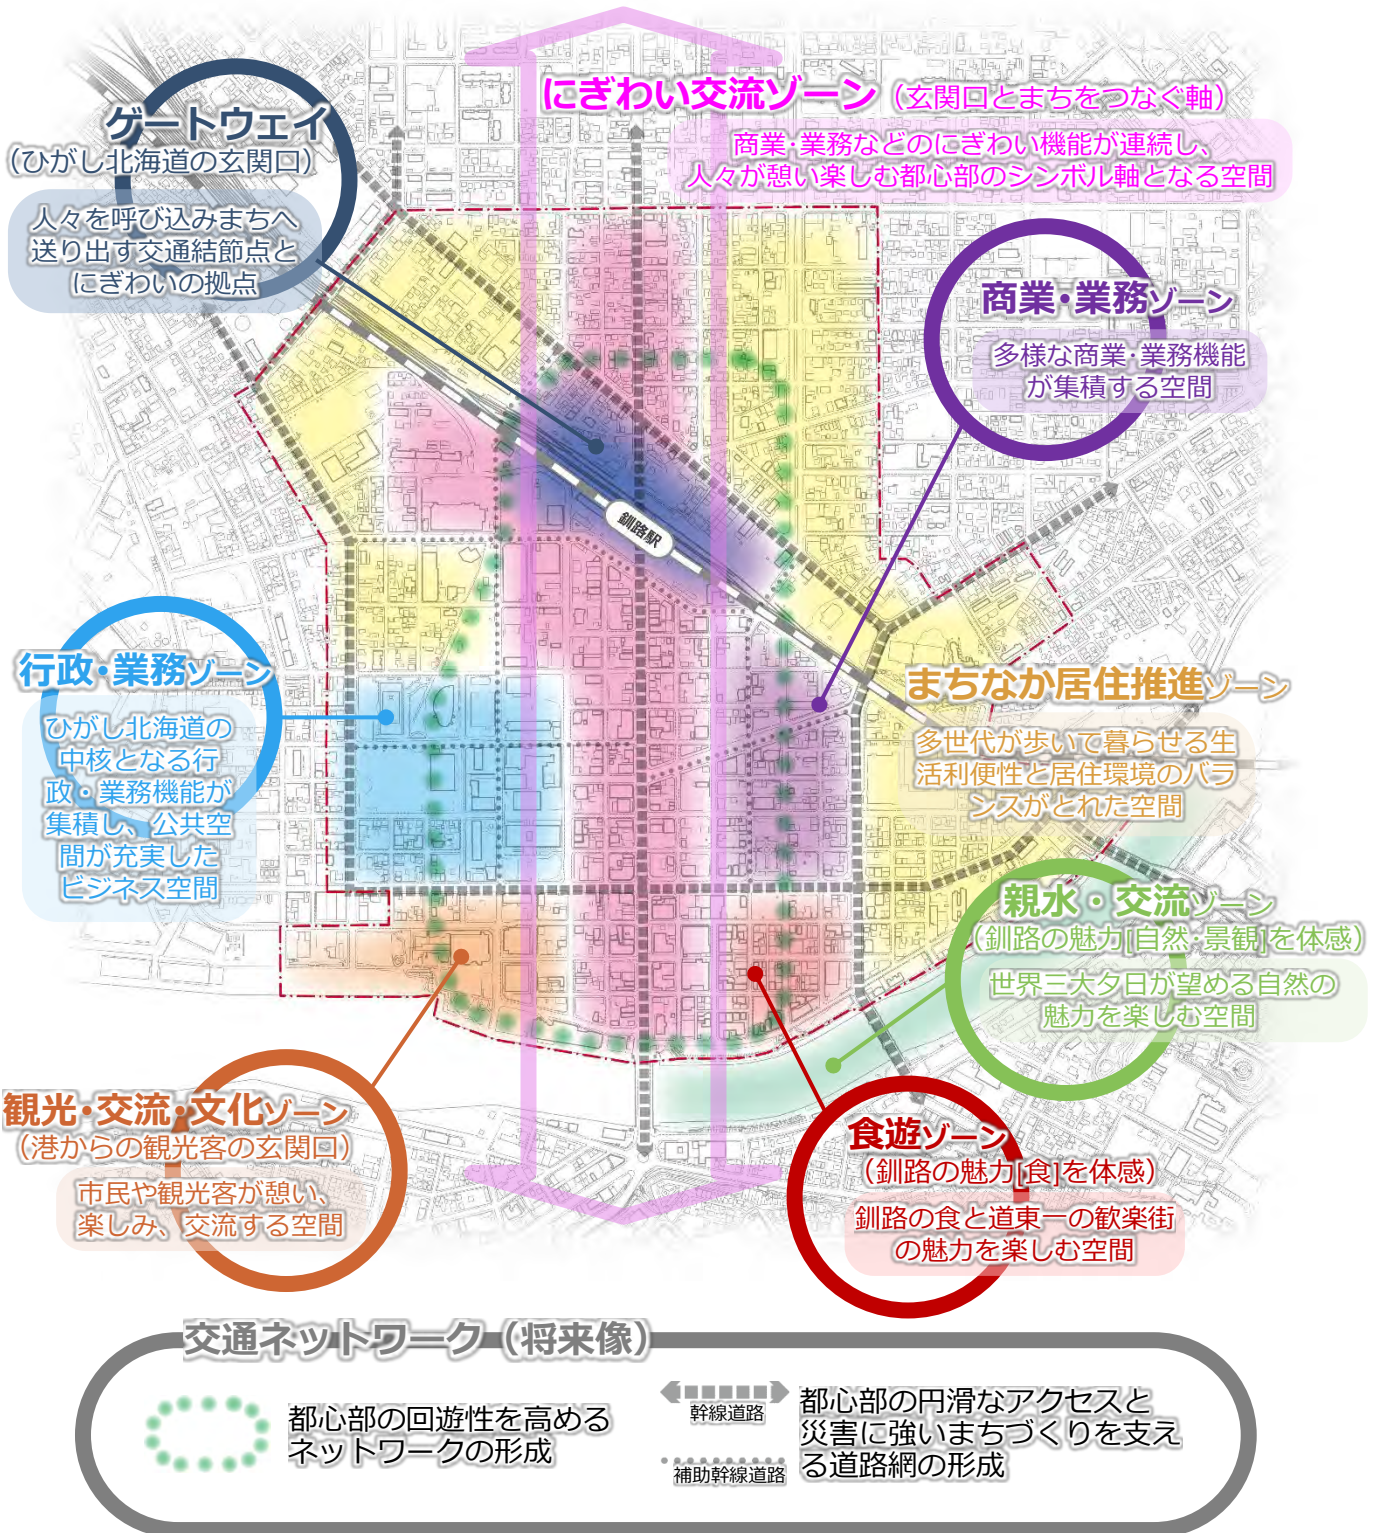 にぎわい交流ゾーン（玄関口とまちをつなぐ軸）
商業･業務などのにぎわい機能が連続し、
人々が憩い楽しむ都心部のシンボル軸となる空間
ゲートウェイ
（ひがし北海道の玄関口）
人々を呼び込みまちへ
送り出す交通結節点と
にぎわいの拠点
商業･業務ゾーン
多様な商業･業務機能
が集積する空間
釧路駅
行政･業務ゾーン
ひがし北海道の
中核となる行
政・業務機能が
集積し、公共空
間が充実した
ビジネス空間
まちなか居住推進ゾーン
多世代が歩いて暮らせる生
活利便性と居住環境のバラ
ンスがとれた空間
親水・交流ゾーン
（釧路の魅力[自然･景観]を体感）
世界三大夕日が望める自然の
魅力を楽しむ空間
観光･交流･文化ゾーン
（港からの観光客の玄関口）
市民や観光客が憩い、
楽しみ、交流する空間
食遊ゾーン
（釧路の魅力[食]を体感）
釧路の食と道東一の歓楽街
の魅力を楽しむ空間
交通ネットワーク（将来像）
都心部の回遊性を高める
ネットワークの形成
幹線道路
補助幹線道路
都心部の円滑なアクセスと
災害に強いまちづくりを支え
る道路網の形成